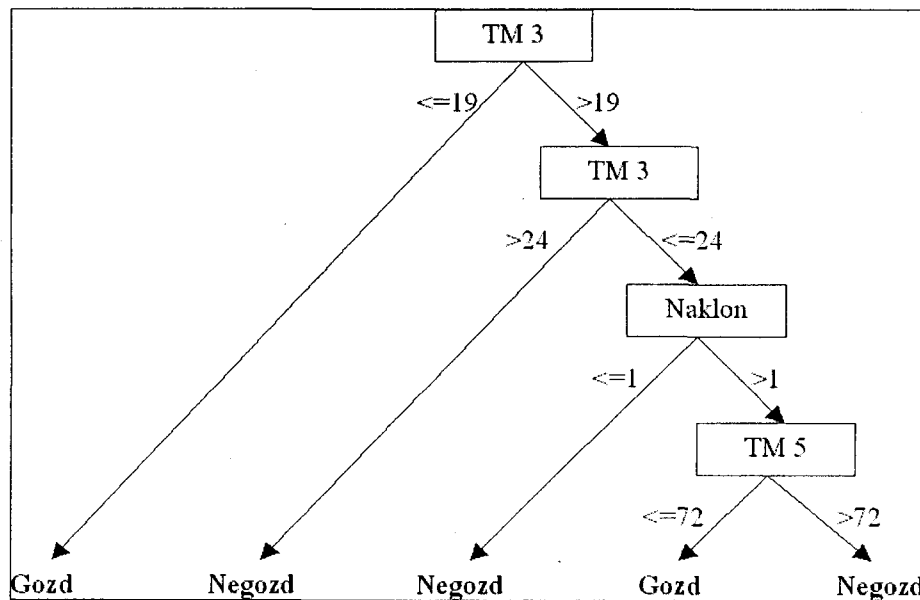 TM 3
<=19
>19
TM 3
>24
<=24
Naklon
<=1
>1
TM 5
<=72
>72
Gozd
Negozd
Negozd
Gozd
Negozd